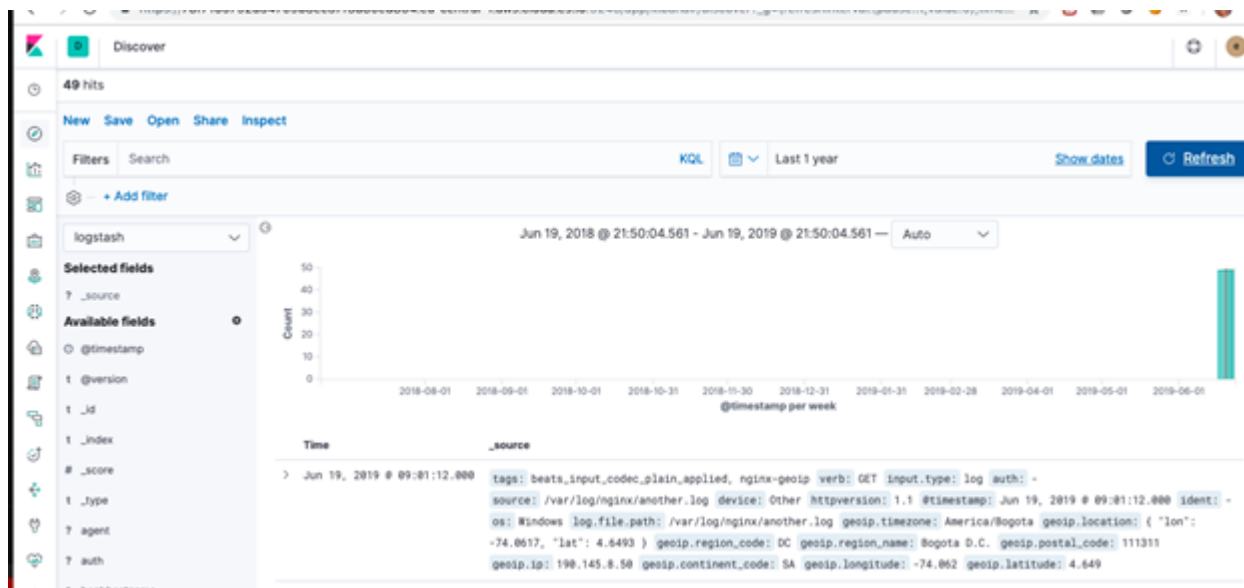 D Discover
49 hits
New Save Open Share Inspect
Filters Search KQL Last 1 year Show dates Refresh
+ Add filter
logstash
Jun 19, 2018 @ 21:50:04.561 - Jun 19, 2019 @ 21:50:04.561 — Auto
Selected fields
? _source
Available fields
@timestamp
t @version
t _id
t _index
# _score
t _type
? agent
? auth
50
40
30
20
10
0
Count
2018-08-01 2018-09-01 2018-10-01 2018-10-31 2018-11-30 2018-12-31 2019-01-31 2019-02-28 2019-04-01 2019-05-01 2019-06-01
@timestamp per week
Time _source
> Jun 19, 2019 @ 09:01:12.000 tags: beats_input_codec_plain_applied, nginx-geoip verb: GET input.type: log auth: -
source: /var/log/nginx/another.log device: Other httpversion: 1.1 @timestamp: Jun 19, 2019 @ 09:01:12.000 ident: -
os: Windows log.file.path: /var/log/nginx/another.log geoip.timezone: America/Bogota geoip.location: { "lon":
-74.0617, "lat": 4.6493 } geoip.region_code: DC geoip.region_name: Bogota D.C. geoip.postal_code: 111311
geoip.ip: 190.145.8.50 geoip.continent_code: SA geoip.longitude: -74.062 geoip.latitude: 4.649